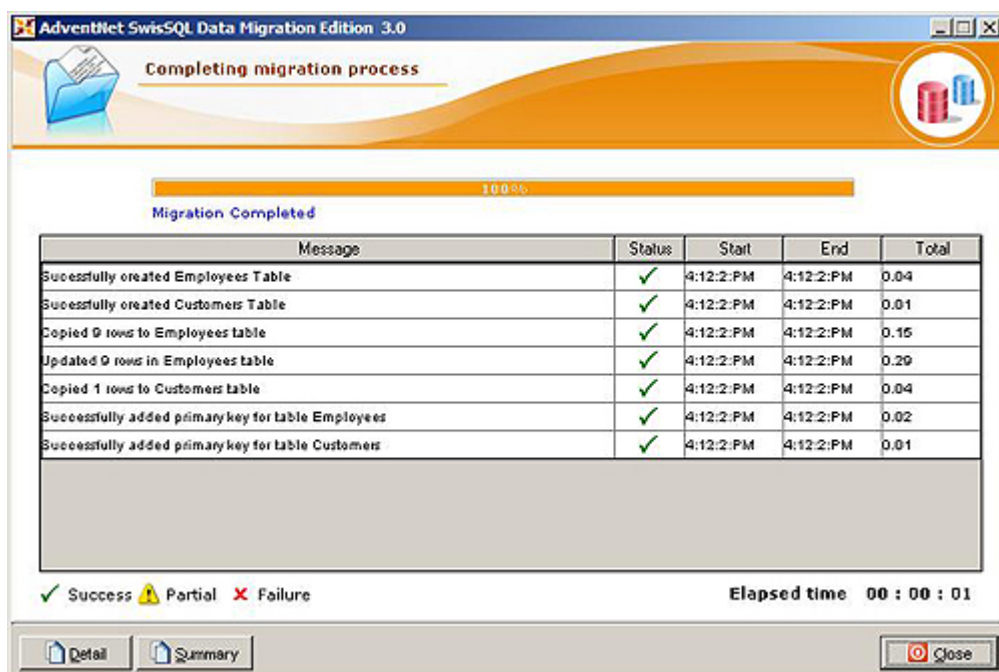 AdventNet SwisSQL Data Migration Edition 3.0
Completing migration process
100%
Migration Completed
Message Status Start End Total
Sucessfully created Employees Table 4:12:2:PM 4:12:2:PM 0.04
Sucessfully created Customers Table 4:12:2:PM 4:12:2:PM 0.01
Copied 9 rows to Employees table 4:12:2:PM 4:12:2:PM 0.15
Updated 9 rows in Employees table 4:12:2:PM 4:12:2:PM 0.29
Copied 1 rows to Customers table 4:12:2:PM 4:12:2:PM 0.04
Successfully added primary key for table Employees 4:12:2:PM 4:12:2:PM 0.02
Successfully added primary key for table Customers 4:12:2:PM 4:12:2:PM 0.01
Success Partial Failure Elapsed time 00 : 00 : 01
Detail Summary Close